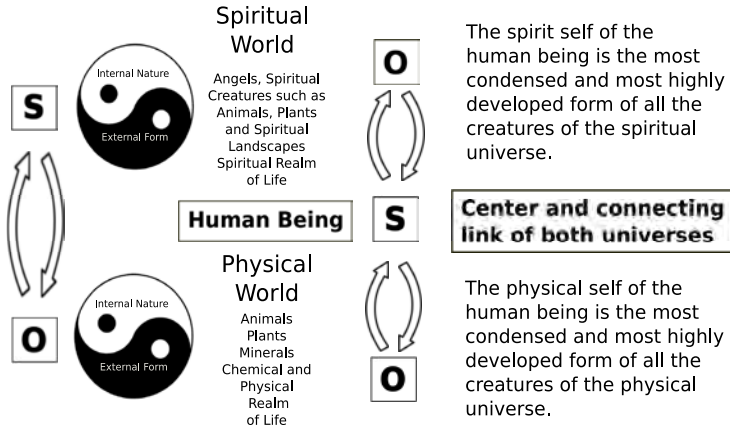 Spiritual
World
Internal Nature
External Form
Angels, Spiritual
Creatures such as
Animals, Plants
and Spiritual
Landscapes
Spiritual Realm
of Life
S
O
The spirit self of the
human being is the most
condensed and most highly
developed form of all the
creatures of the spiritual
universe.
Human Being
S
Center and connecting
link of both universes
Physical
World
Internal Nature
External Form
Animals
Plants
Minerals
Chemical and
Physical
Realm
of Life
O
O
The physical self of the
human being is the most
condensed and most highly
developed form of all the
creatures of the physical
universe.